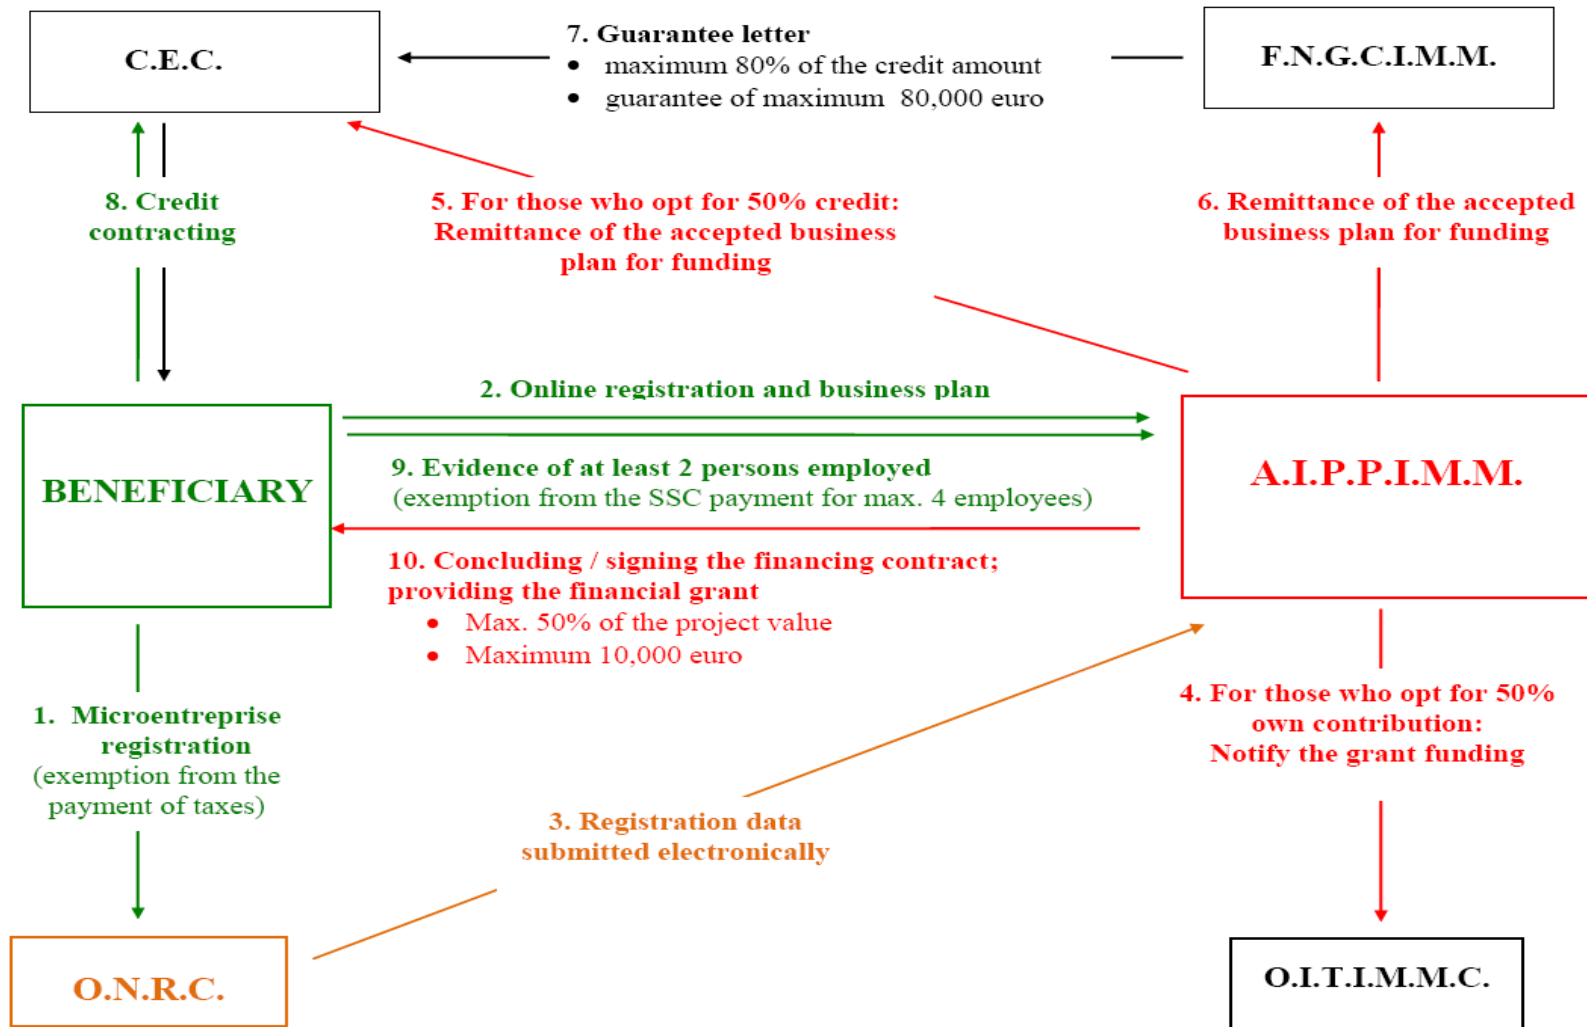 C.E.C.
7. Guarantee letter
• maximum 80% of the credit amount
• guarantee of maximum 80,000 euro
F.N.G.C.I.M.M.
8. Credit
contracting
5. For those who opt for 50% credit:
Remittance of the accepted business
plan for funding
6. Remittance of the accepted
business plan for funding
2. Online registration and business plan
BENEFICIARY
9. Evidence of at least 2 persons employed
(exemption from the SSC payment for max. 4 employees)
A.I.P.P.I.M.M.
10. Concluding / signing the financing contract;
providing the financial grant
• Max. 50% of the project value
• Maximum 10,000 euro
1. Microentreprise
registration
(exemption from the
payment of taxes)
4. For those who opt for 50%
own contribution:
Notify the grant funding
3. Registration data
submitted electronically
O.N.R.C.
O.I.T.I.M.M.C.